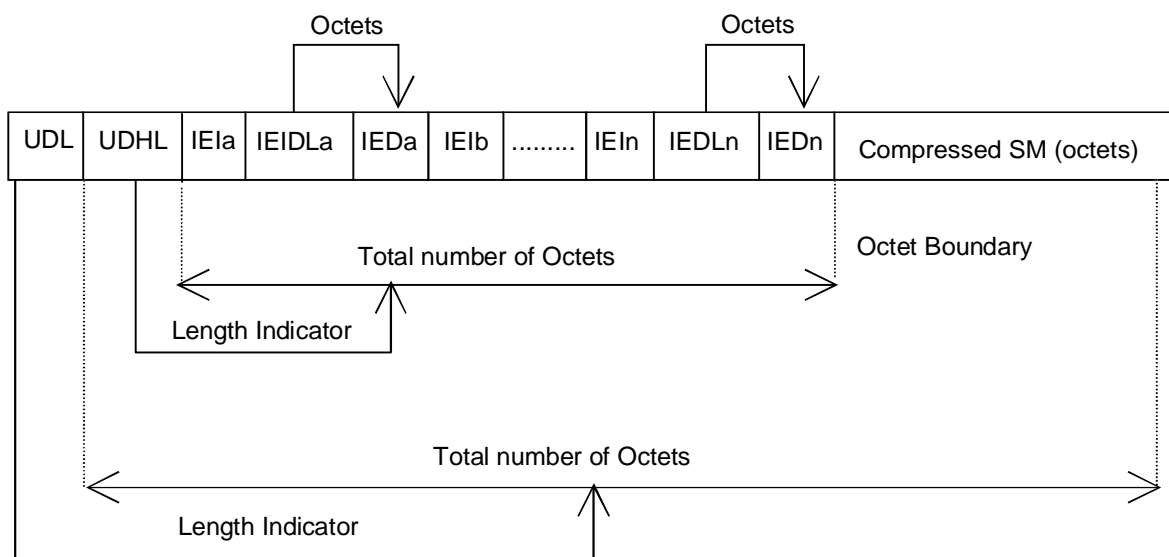 Octets Octets
UDL UDHL IEIa IEIDLa IEDa IEIb ......... IEIn IEDLn IEDn Compressed SM (octets)
Total number of Octets
Octet Boundary
Length Indicator
Total number of Octets
Length Indicator